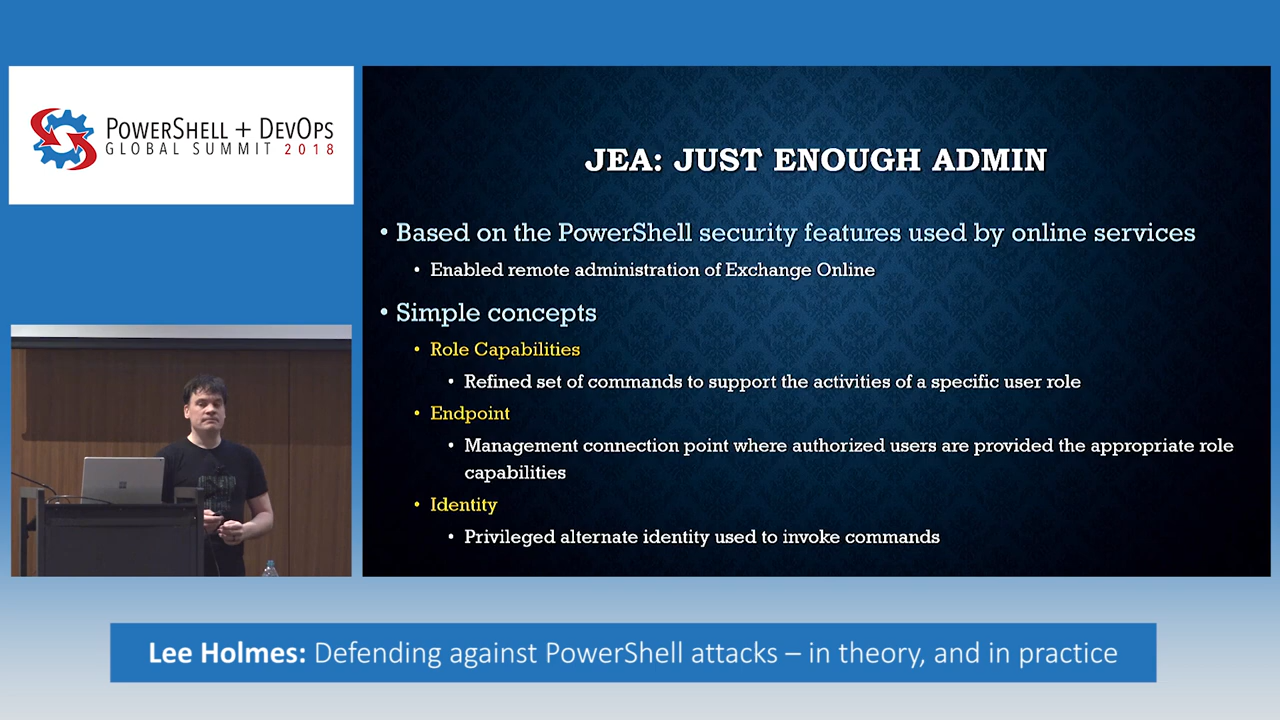 POWERSHELL + DEVOPS
GLOBAL SUMMIT 2018
JEA: JUST ENOUGH ADMIN
• Based on the PowerShell security features used by online services
• Enabled remote administration of Exchange Online
• Simple concepts
• Role Capabilities
• Refined set of commands to support the activities of a specific user role
• Endpoint
• Management connection point where authorized users are provided the appropriate role
capabilities
• Identity
• Privileged alternate identity used to invoke commands
Lee Holmes: Defending against PowerShell attacks – in theory, and in practice